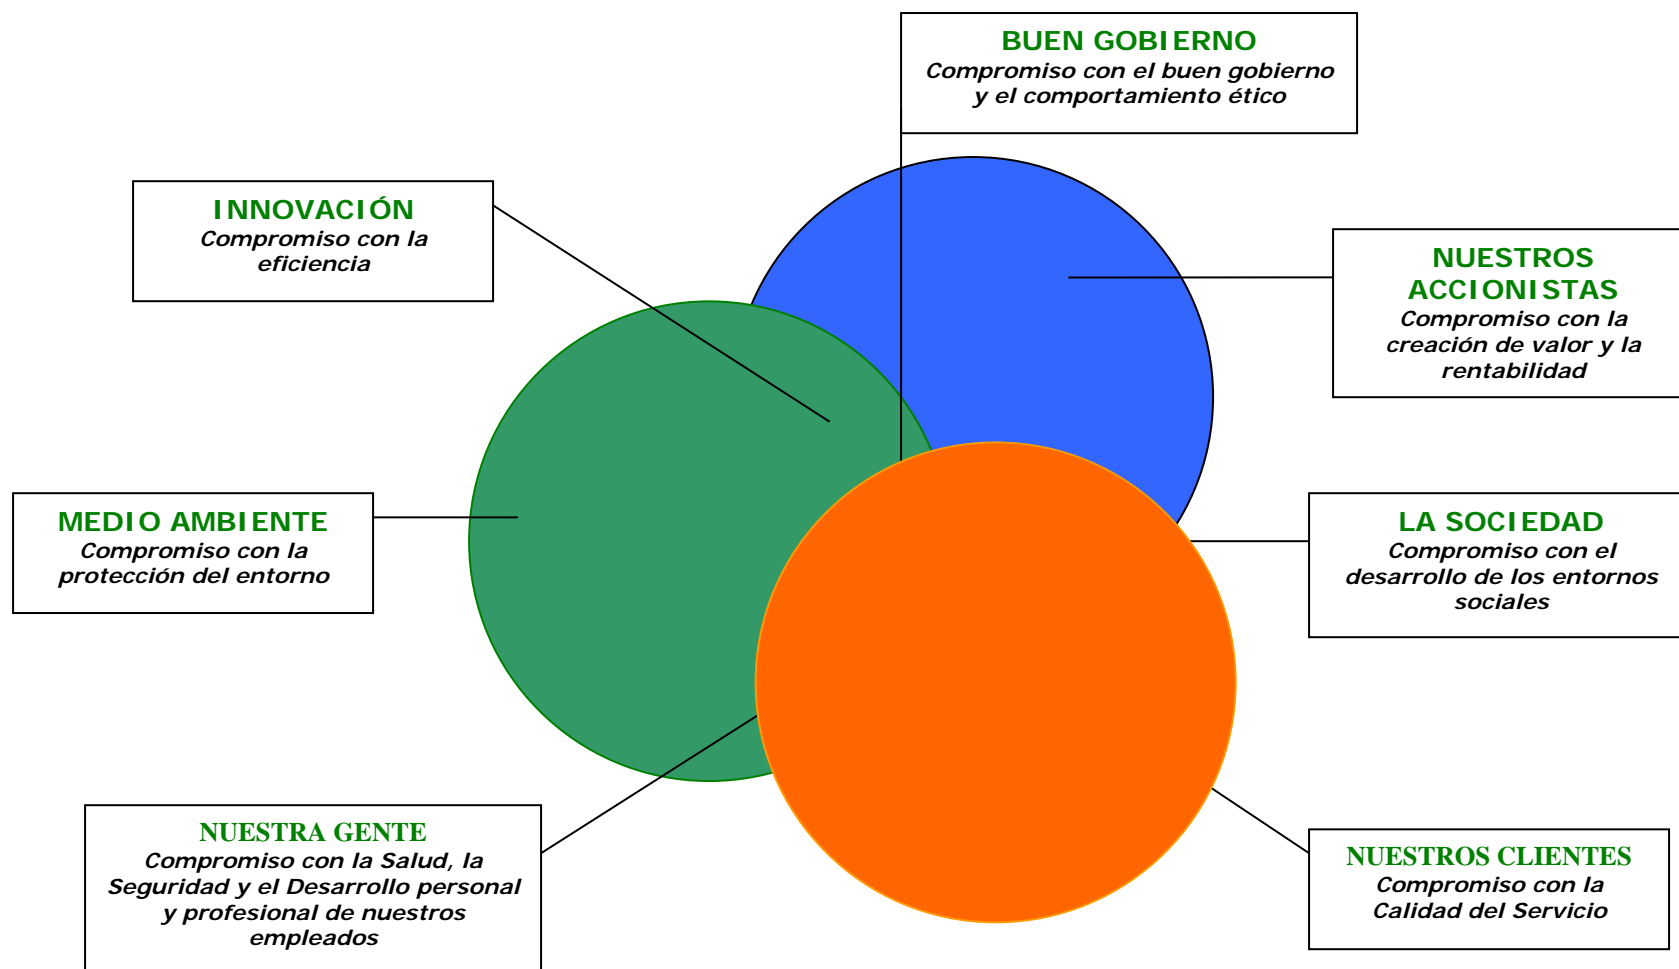 BUEN GOBIERNO
Compromiso con el buen gobierno
y el comportamiento ético
INNOVACIÓN
Compromiso con la
eficiencia
NUESTROS
ACCIONISTAS
Compromiso con la
creación de valor y la
rentabilidad
MEDIO AMBIENTE
Compromiso con la
protección del entorno
LA SOCIEDAD
Compromiso con el
desarrollo de los entornos
sociales
NUESTRA GENTE
Compromiso con la Salud, la
Seguridad y el Desarrollo personal
y profesional de nuestros
empleados
NUESTROS CLIENTES
Compromiso con la
Calidad del Servicio